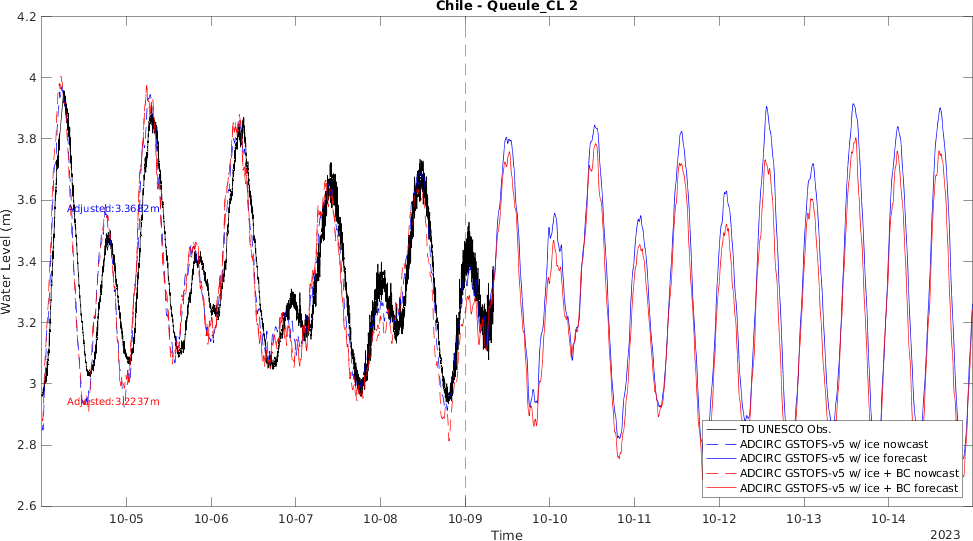 Chile - Queule_CL 2
4.2
4
3.8
3.6
3.4
3.2
3
2.8
2.6
Water Level (m)
Adjusted:3.3682m
Adjusted:3.2237m
TD UNESCO Obs.
ADCIRC GSTOFS-v5 w/ ice nowcast
ADCIRC GSTOFS-v5 w/ ice forecast
ADCIRC GSTOFS-v5 w/ ice + BC nowcast
ADCIRC GSTOFS-v5 w/ ice + BC forecast
10-05 10-06 10-07 10-08 10-09 10-10 10-11 10-12 10-13 10-14
Time
2023